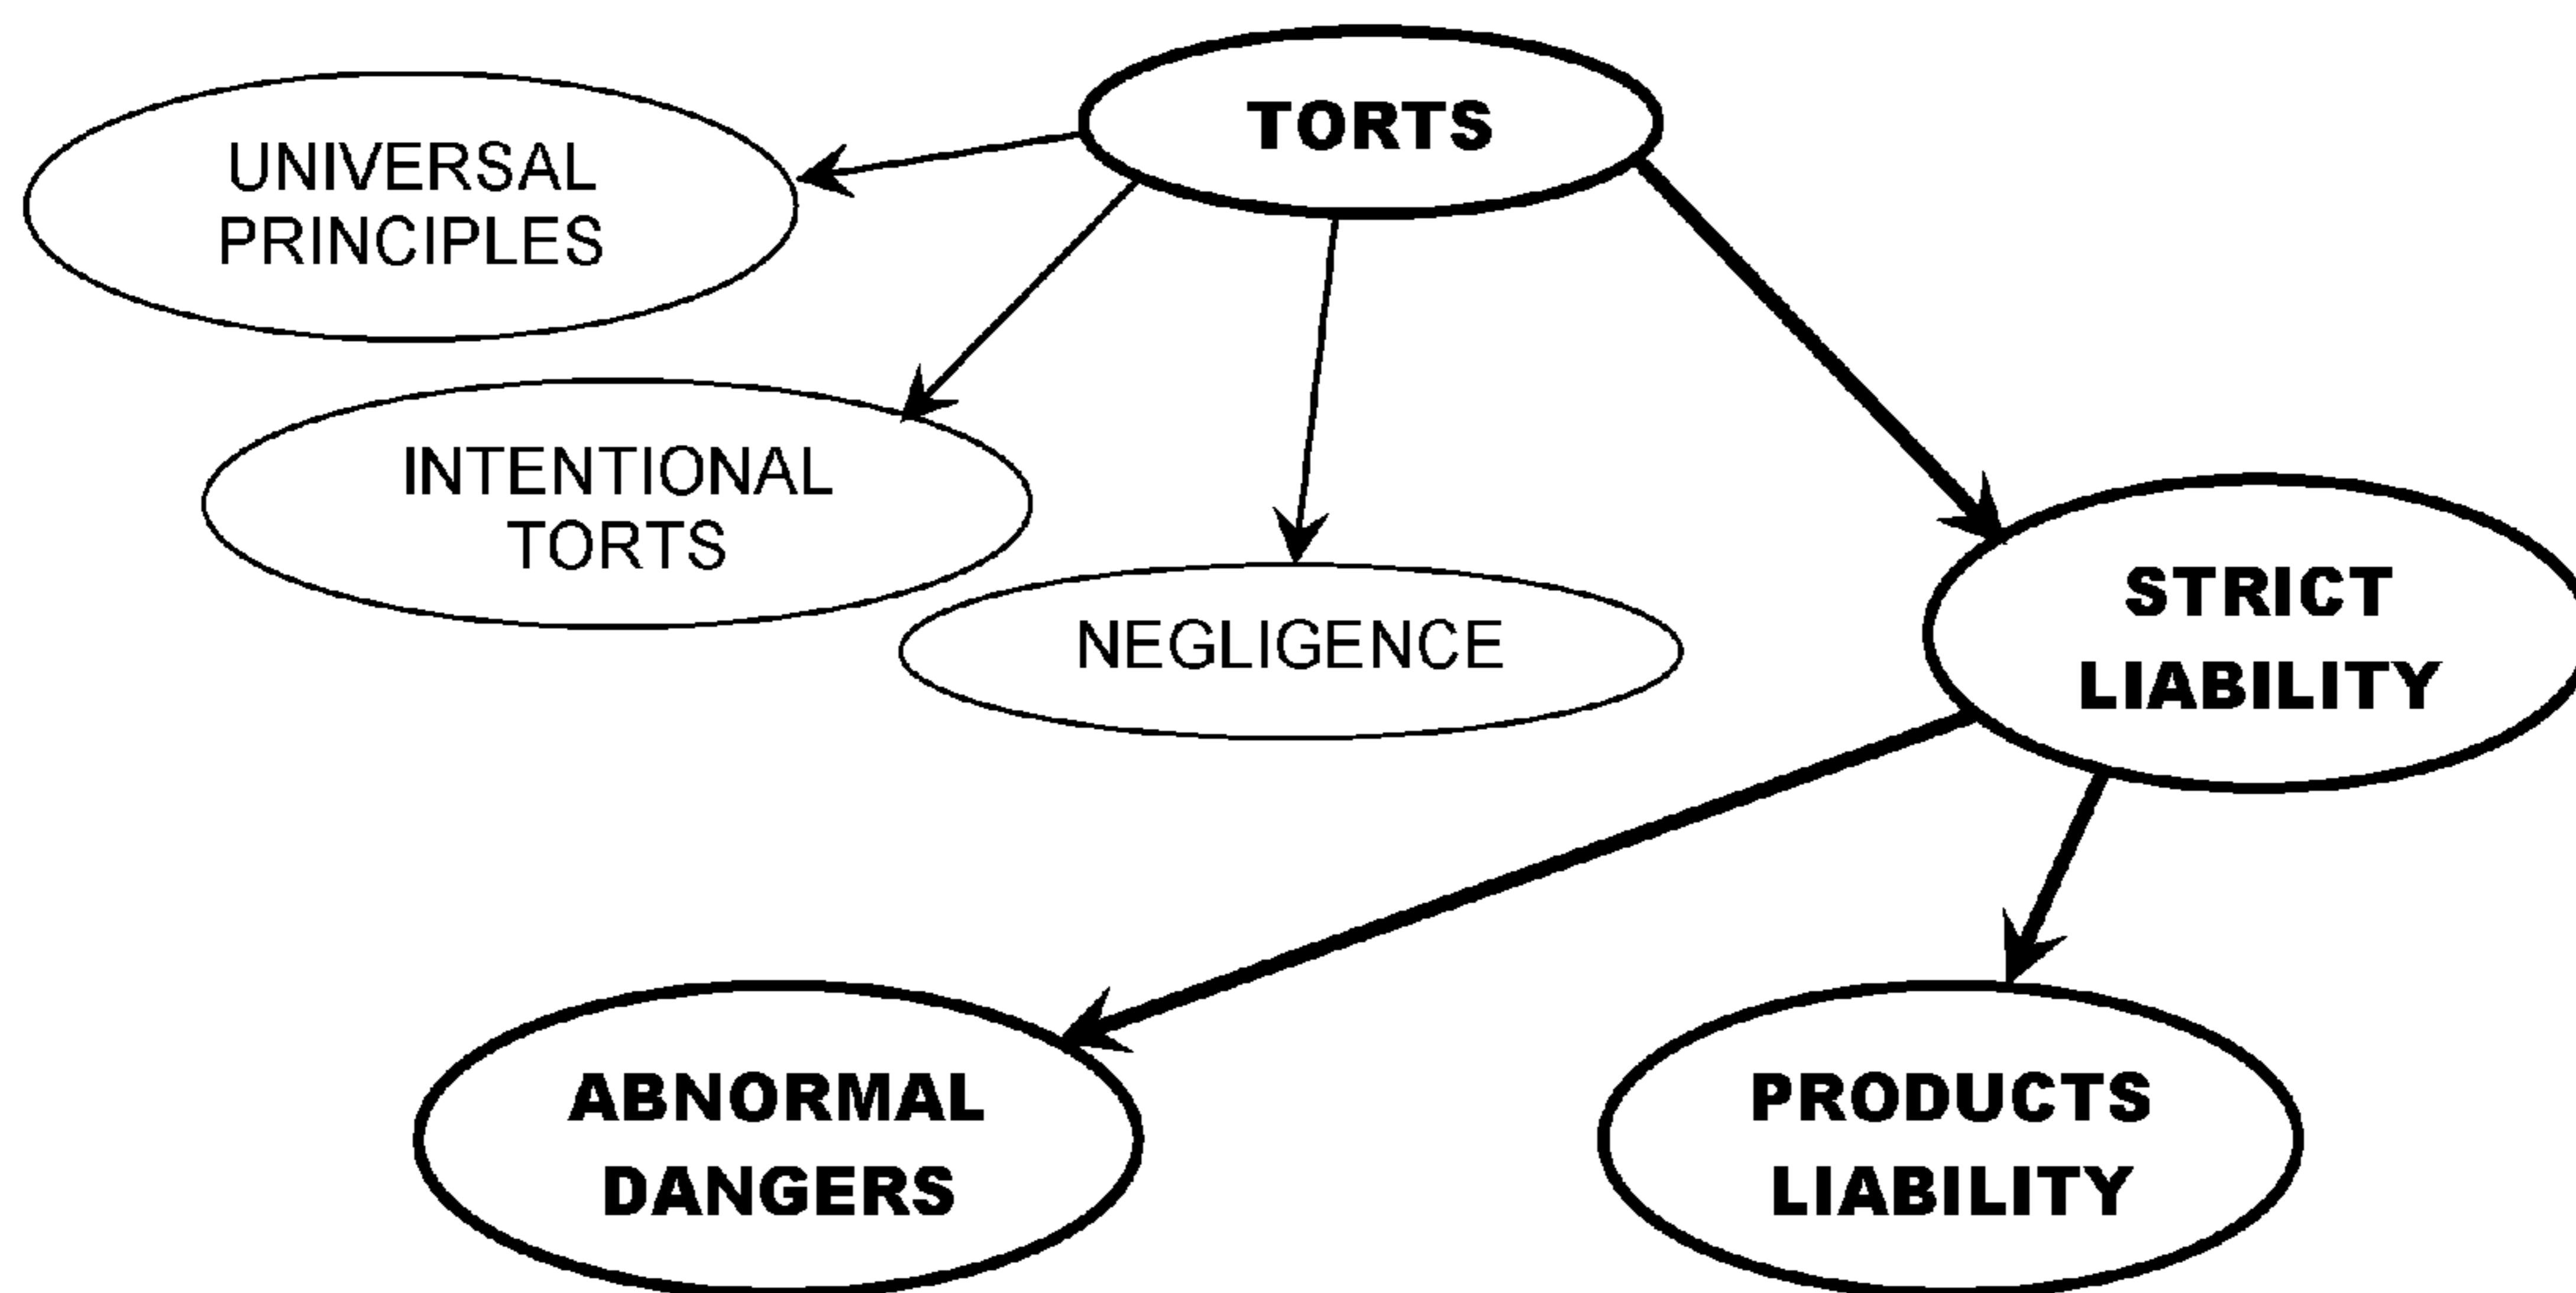 TORTS
UNIVERSAL
PRINCIPLES
INTENTIONAL
TORTS
NEGLIGENCE
STRICT
LIABILITY
ABNORMAL
DANGERS
PRODUCTS
LIABILITY